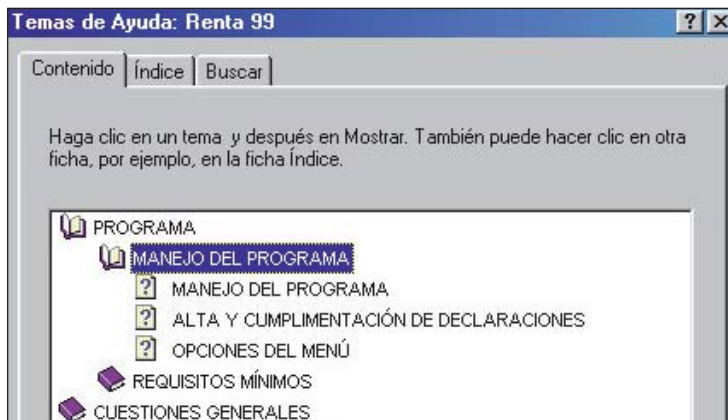 Temas de Ayuda: Renta 99
Contenido Índice Buscar
Haga clic en un tema y después en Mostrar. También puede hacer clic en otra
ficha, por ejemplo, en la ficha Índice.
PROGRAMA
MANEJO DEL PROGRAMA
MANEJO DEL PROGRAMA
ALTA Y CUMPLIMENTACIÓN DE DECLARACIONES
OPCIONES DEL MENÚ
REQUISITOS MÍNIMOS
CUESTIONES GENERALES